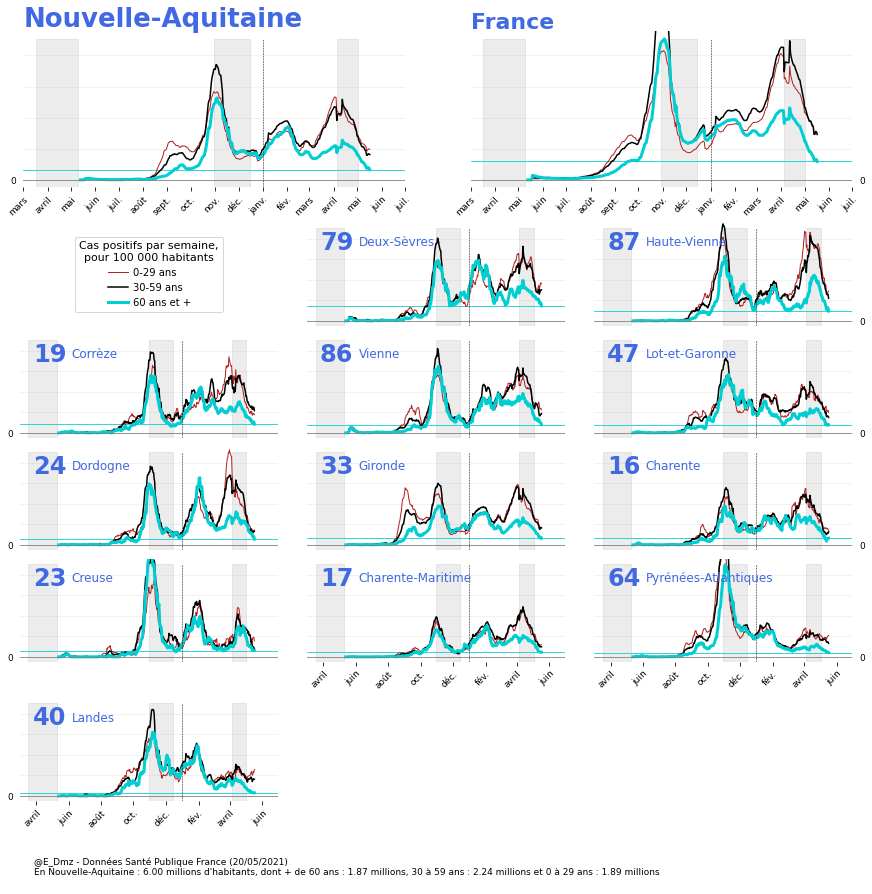 Nouvelle-Aquitaine
France
0
mars avril mai juin juil. août sept. oct. nov. déc. janv. fév. mars avril mai juin juil.
0
mars avril mai juin juil. août sept. oct. nov. déc. janv. fév. mars avril mai juin juil.
Cas positifs par semaine,
pour 100 000 habitants
0-29 ans
30-59 ans
60 ans et +
79 Deux-Sèvres
87 Haute-Vienne
0
19 Corrèze
86 Vienne
47 Lot-et-Garonne
0
24 Dordogne
33 Gironde
16 Charente
0
23 Creuse
17 Charente-Maritime
64 Pyrénées-Atlantiques
0
avril juin août oct. déc. fév. avril juin
avril juin août oct. déc. fév. avril juin
40 Landes
0
avril juin août oct. déc. fév. avril juin
@E_Dmz - Données Santé Publique France (20/05/2021)
En Nouvelle-Aquitaine : 6.00 millions d'habitants, dont + de 60 ans : 1.87 millions, 30 à 59 ans : 2.24 millions et 0 à 29 ans : 1.89 millions